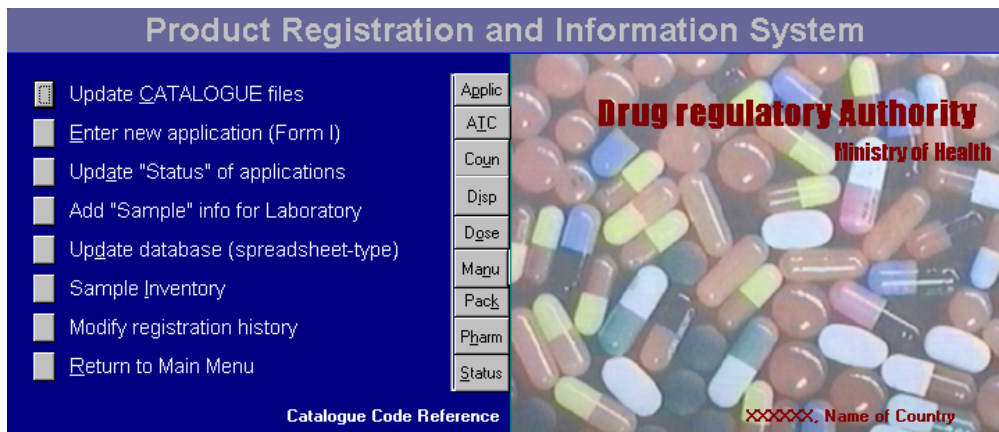 Product Registration and Information System
Update CATALOGUE files
Enter new application (Form I)
Update "Status" of applications
Add "Sample" info for Laboratory
Update database (spreadsheet-type)
Sample Inventory
Modify registration history
Return to Main Menu
Applic
ATC
Coun
Disp
Dose
Manu
Pack
Pharm
Status
Catalogue Code Reference
Drug regulatory Authority
Ministry of Health
XXXXXX, Name of Country